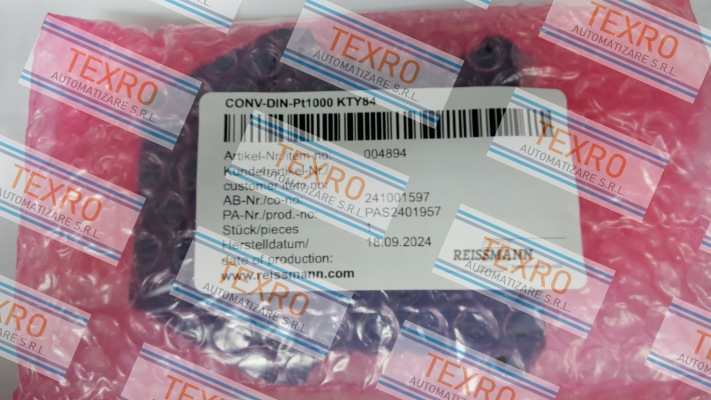 CONV-DIN-Pt1000 KTY84
Artikel-Nr./item-no.: 004894
Kundenartikel-Nr./
customer item no.
AB-Nr./co-no. 241001597
PA-Nr./prod.-no: PAS2401957
Stück/pieces 1
Herstelldatum/ 18.09.2024
date of production:
www.reissmann.com
REISSMANN
TEXRO
AUTOMATIZARE S.R.L.